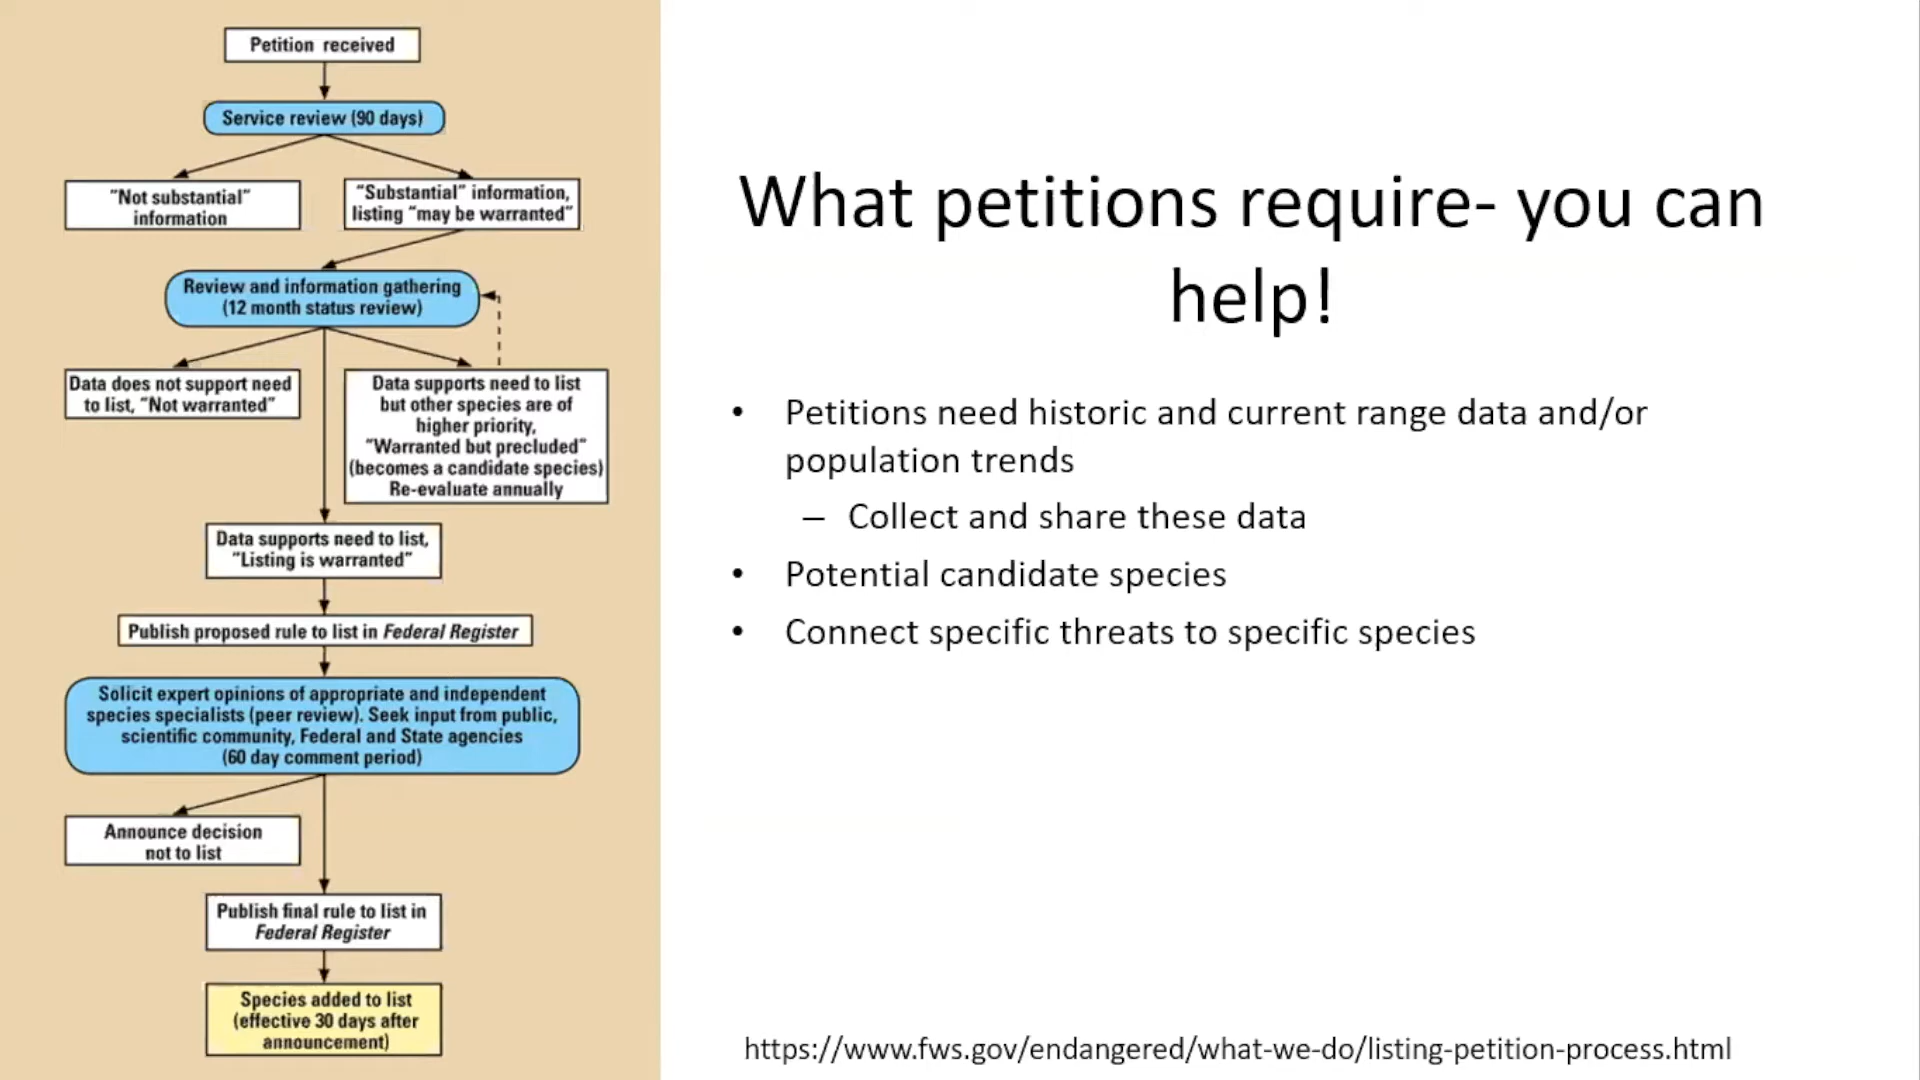 Petition received
Service review (90 days)
"Not substantial"
information
"Substantial" information,
listing "may be warranted"
Review and information gathering
(12 month status review)
Data does not support need
to list, "Not warranted"
Data supports need to list
but other species are of
higher priority,
"Warranted but precluded"
(becomes a candidate species)
Re-evaluate annually
Data supports need to list,
"Listing is warranted"
Publish proposed rule to list in Federal Register
Solicit expert opinions of appropriate and independent
species specialists (peer review). Seek input from public,
scientific community, Federal and State agencies
(60 day comment period)
Announce decision
not to list
Publish final rule to list in
Federal Register
Species added to list
(effective 30 days after
announcement)
What petitions require- you can
help!
• Petitions need historic and current range data and/or
population trends
– Collect and share these data
• Potential candidate species
• Connect specific threats to specific species
https://www.fws.gov/endangered/what-we-do/listing-petition-process.html